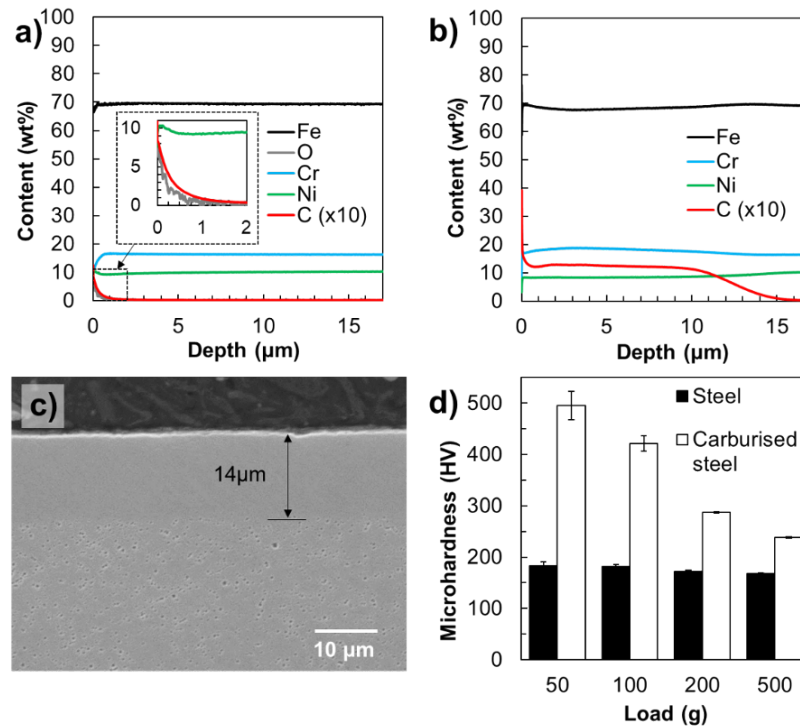 a)
100
90
80
70
60
50
40
30
20
10
0
Content (wt%)
0 5 10 15
Depth (µm)
10
5
0
0 1 2
Fe
O
Cr
Ni
C (x10)
b)
100
90
80
70
60
50
40
30
20
10
0
Content (wt%)
0 5 10 15
Depth (µm)
Fe
Cr
Ni
C (x10)
c)
14µm
10 µm
d)
500
400
300
200
100
0
Microhardness (HV)
50 100 200 500
Load (g)
Steel
Carburised
steel